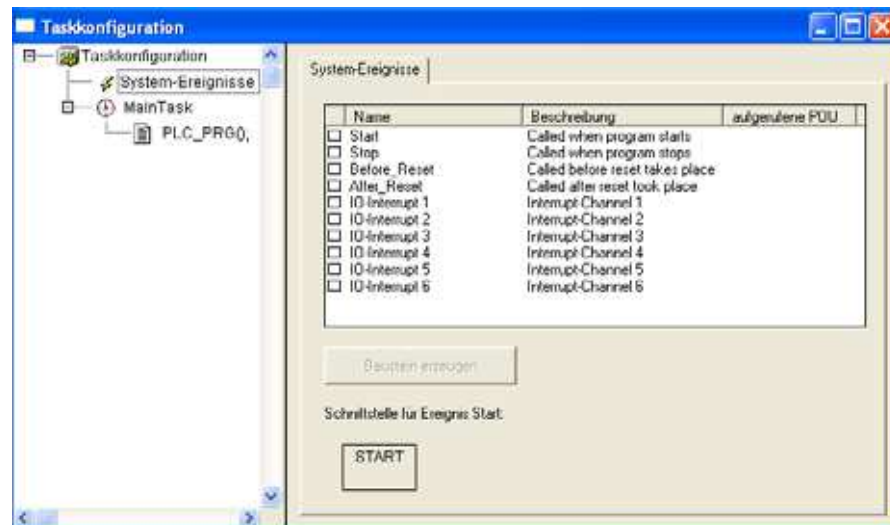 Taskkonfiguration
Taskkonfiguration
System-Ereignisse
MainTask
PLC_PRG();
System-Ereignisse
Name Beschreibung aufgerufene POU
Start Called when program starts
Stop Called when program stops
Before_Reset Called before reset takes place
After_Reset Called after reset took place
IO-Interrupt 1 Interrupt-Channel 1
IO-Interrupt 2 Interrupt-Channel 2
IO-Interrupt 3 Interrupt-Channel 3
IO-Interrupt 4 Interrupt-Channel 4
IO-Interrupt 5 Interrupt-Channel 5
IO-Interrupt 6 Interrupt-Channel 6
Baustein erzeugen
Schnittstelle für Ereignis Start:
START